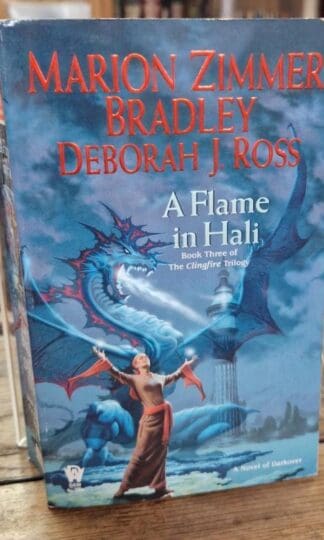 MARION ZIMMER
BRADLEY
DEBORAH J. ROSS
A Flame
in Hali
Book Three of
The Clingfire Trilogy
A Novel of Darkover